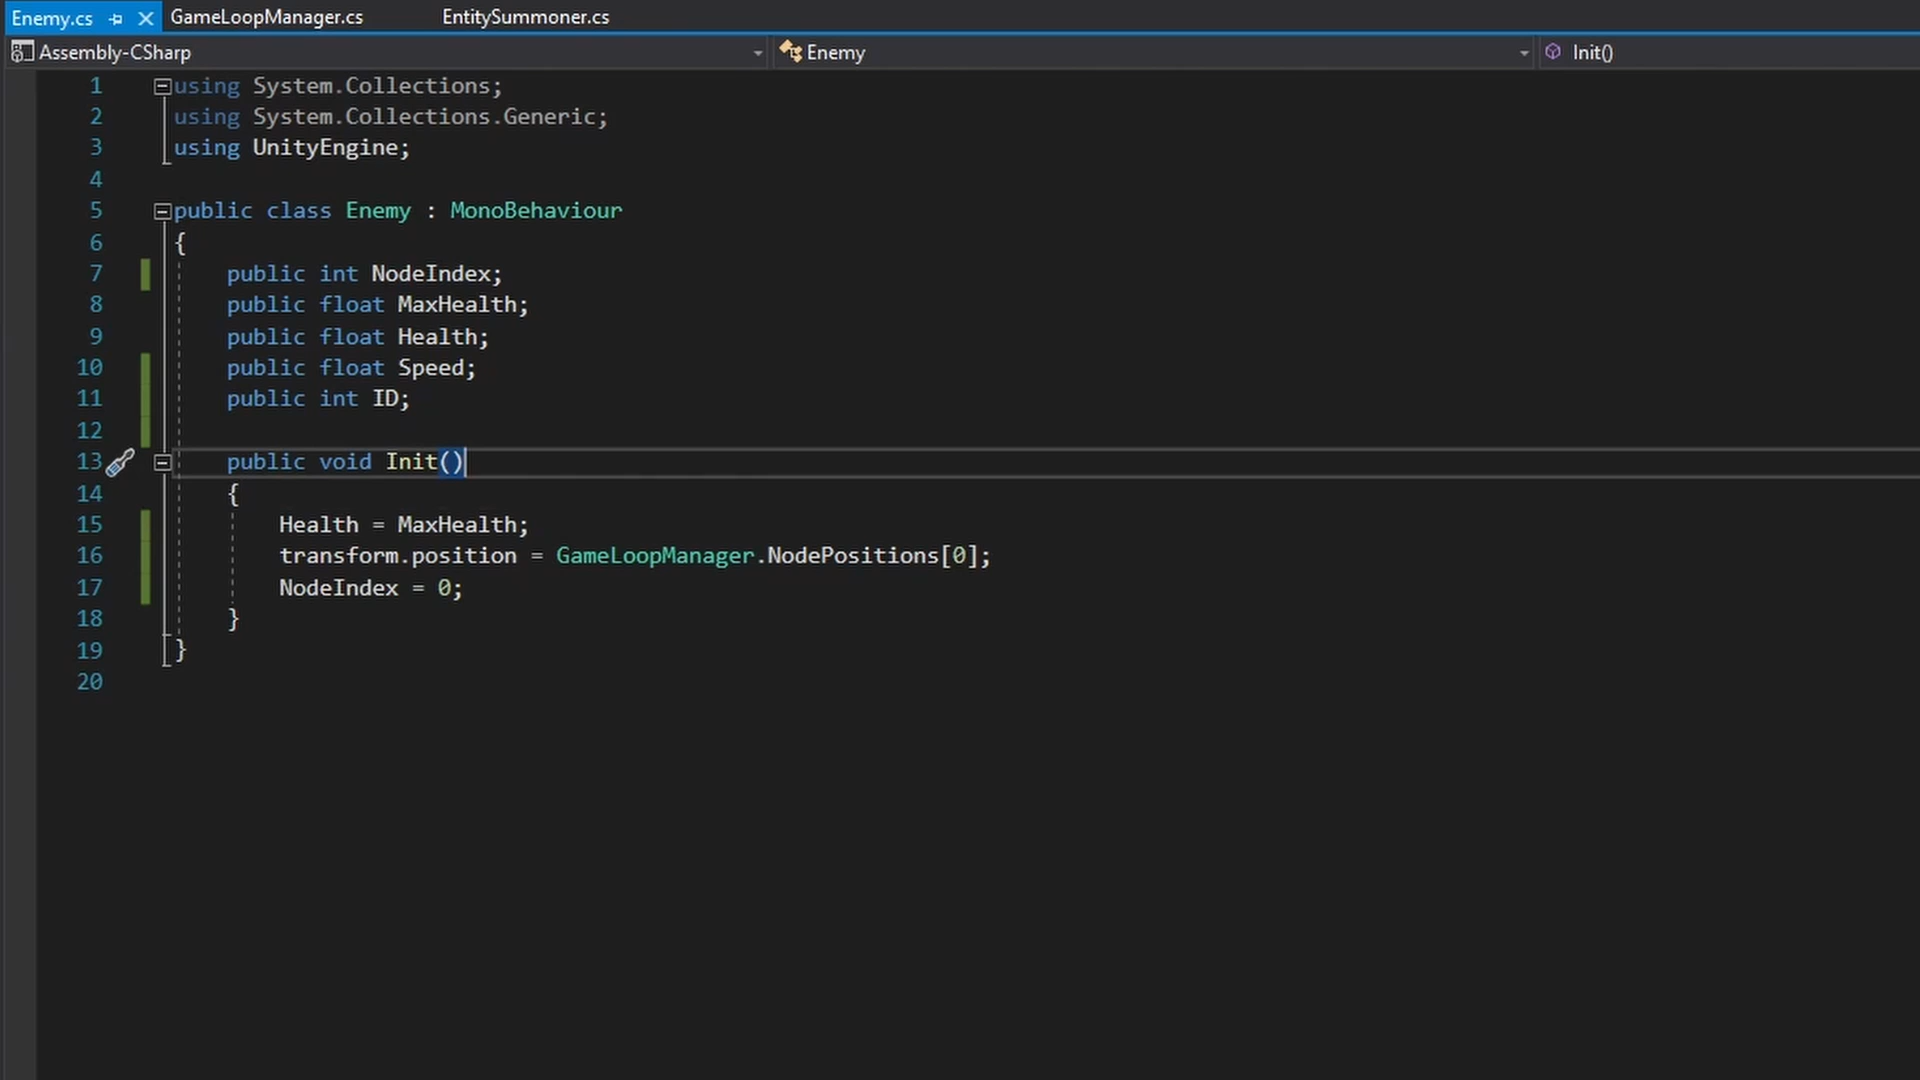 Enemy.cs GameLoopManager.cs EntitySummoner.cs
Assembly-CSharp Enemy Init()
1 using System.Collections;
2 using System.Collections.Generic;
3 using UnityEngine;
4
5 public class Enemy : MonoBehaviour
6 {
7 public int NodeIndex;
8 public float MaxHealth;
9 public float Health;
10 public float Speed;
11 public int ID;
12
13 public void Init()
14 {
15 Health = MaxHealth;
16 transform.position = GameLoopManager.NodePositions[0];
17 NodeIndex = 0;
18 }
19 }
20